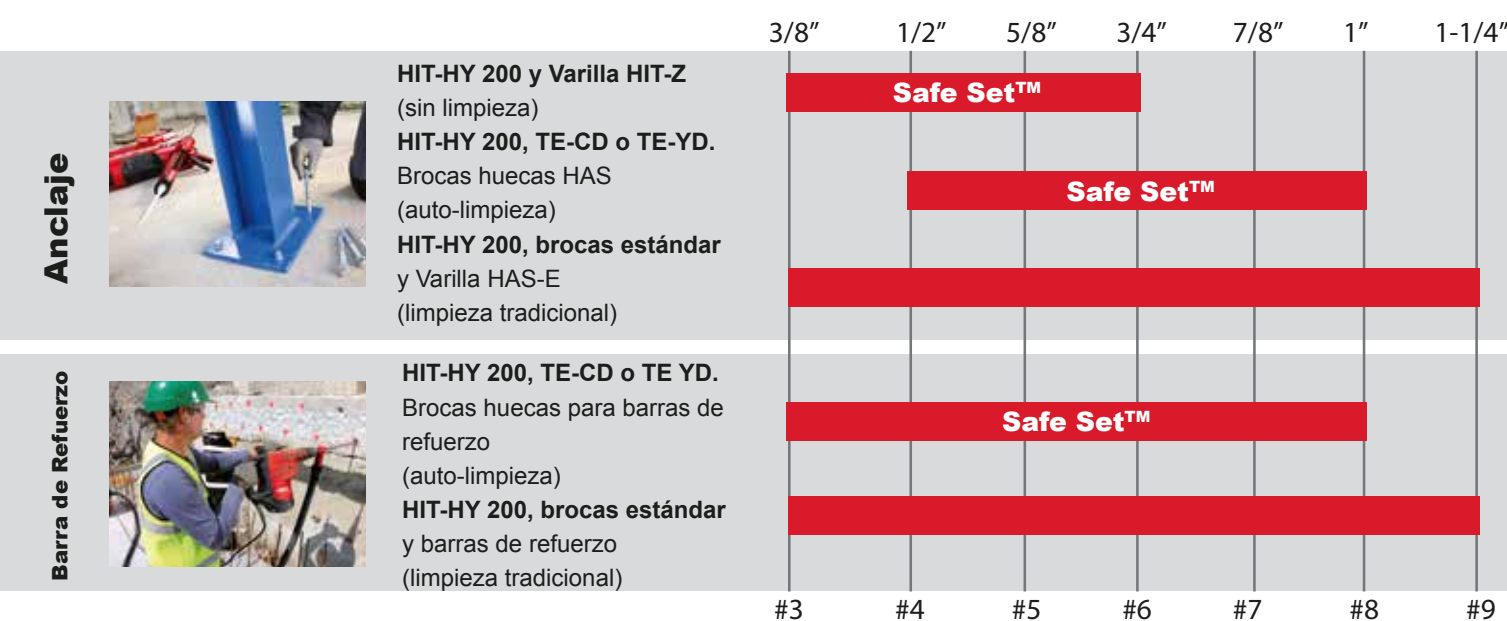 3/8″ 1/2″ 5/8″ 3/4″ 7/8″ 1″ 1-1/4″
Anclaje
HIT-HY 200 y Varilla HIT-Z
(sin limpieza)
Safe Set™
HIT-HY 200, TE-CD o TE-YD.
Brocas huecas HAS
(auto-limpieza)
Safe Set™
HIT-HY 200, brocas estándar
y Varilla HAS-E
(limpieza tradicional)
Barra de Refuerzo
HIT-HY 200, TE-CD o TE YD.
Brocas huecas para barras de
refuerzo
(auto-limpieza)
Safe Set™
HIT-HY 200, brocas estándar
y barras de refuerzo
(limpieza tradicional)
#3 #4 #5 #6 #7 #8 #9